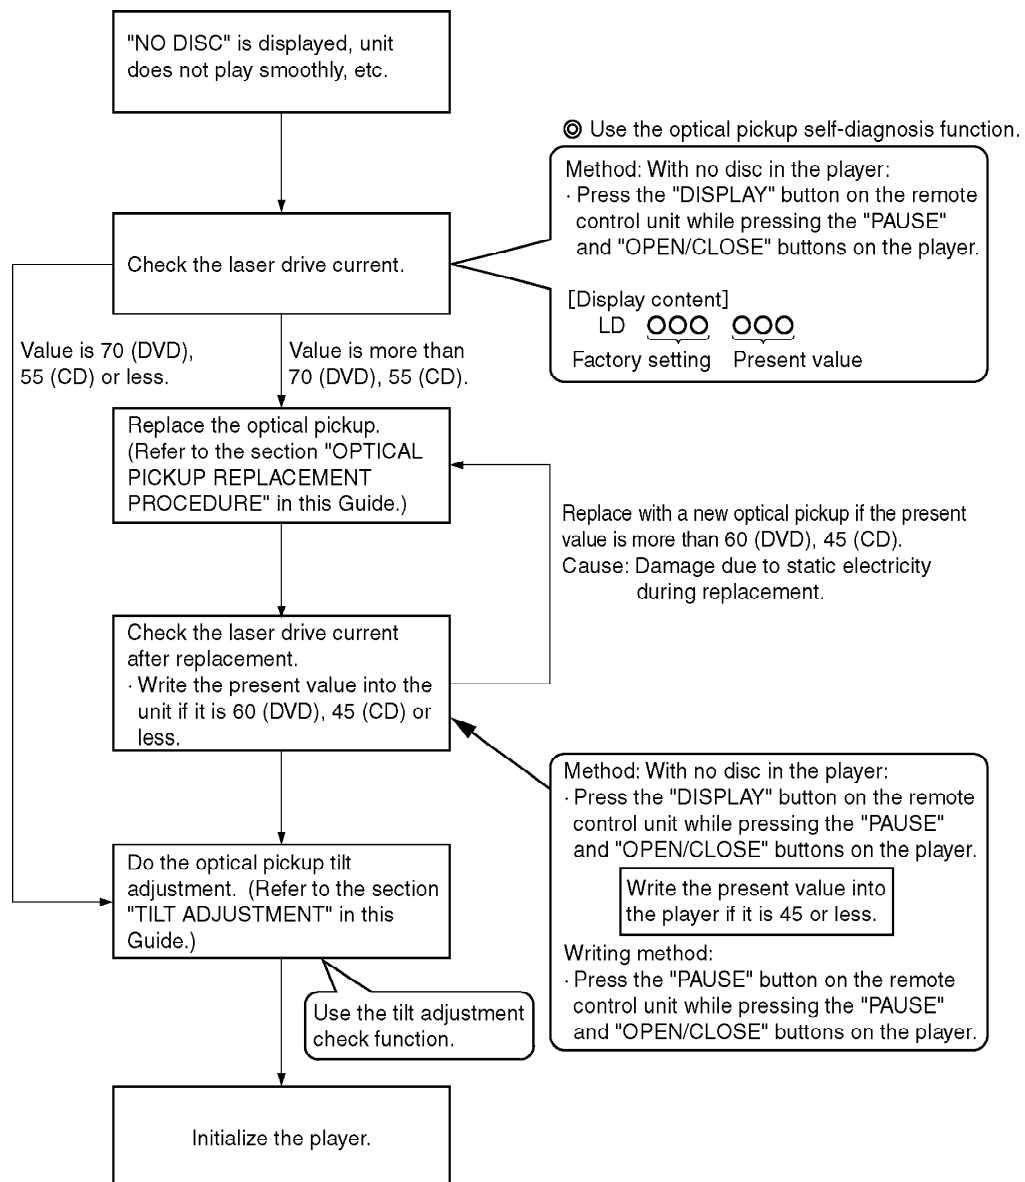 "NO DISC" is displayed, unit
does not play smoothly, etc.
◎ Use the optical pickup self-diagnosis function.
Method: With no disc in the player:
· Press the "DISPLAY" button on the remote
control unit while pressing the "PAUSE"
and "OPEN/CLOSE" buttons on the player.
[Display content]
LD OOO OOO
Factory setting Present value
Check the laser drive current.
Value is 70 (DVD),
55 (CD) or less.
Value is more than
70 (DVD), 55 (CD).
Replace the optical pickup.
(Refer to the section "OPTICAL
PICKUP REPLACEMENT
PROCEDURE" in this Guide.)
Replace with a new optical pickup if the present
value is more than 60 (DVD), 45 (CD).
Cause: Damage due to static electricity
during replacement.
Check the laser drive current
after replacement.
· Write the present value into the
unit if it is 60 (DVD), 45 (CD) or
less.
Method: With no disc in the player:
· Press the "DISPLAY" button on the remote
control unit while pressing the "PAUSE"
and "OPEN/CLOSE" buttons on the player.
Write the present value into
the player if it is 45 or less.
Writing method:
· Press the "PAUSE" button on the remote
control unit while pressing the "PAUSE"
and "OPEN/CLOSE" buttons on the player.
Do the optical pickup tilt
adjustment. (Refer to the section
"TILT ADJUSTMENT" in this
Guide.)
Use the tilt adjustment
check function.
Initialize the player.